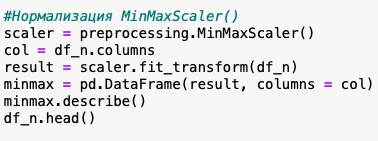 #Нормализация MinMaxScaler()
scaler = preprocessing.MinMaxScaler()
col = df_n.columns
result = scaler.fit_transform(df_n)
minmax = pd.DataFrame(result, columns = col)
minmax.describe()
df_n.head()